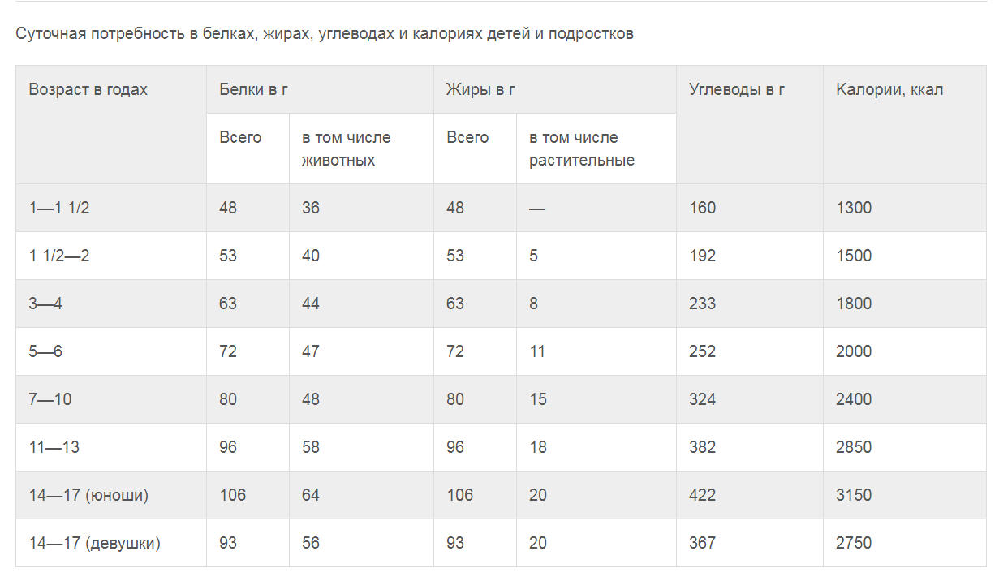 Суточная потребность в белках, жирах, углеводах и калориях детей и подростков
Возраст в годах Белки в г Жиры в г Углеводы в г Калории, ккал
Всего в том числе животных Всего в том числе растительные
1—1 1/2 48 36 48 — 160 1300
1 1/2—2 53 40 53 5 192 1500
3—4 63 44 63 8 233 1800
5—6 72 47 72 11 252 2000
7—10 80 48 80 15 324 2400
11—13 96 58 96 18 382 2850
14—17 (юноши) 106 64 106 20 422 3150
14—17 (девушки) 93 56 93 20 367 2750